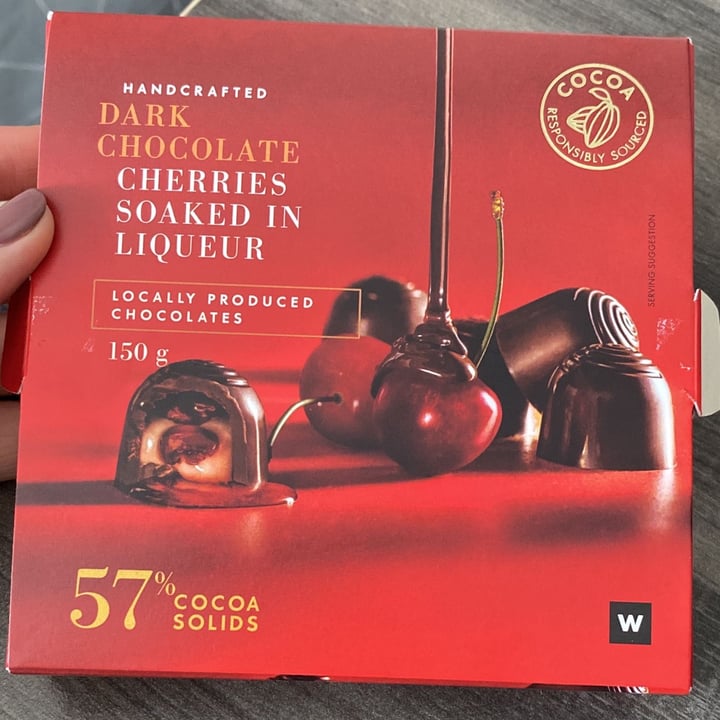 HANDCRAFTED
DARK
CHOCOLATE
CHERRIES
SOAKED IN
LIQUEUR
LOCALLY PRODUCED
CHOCOLATES
150 g
COCOA
RESPONSIBLY SOURCED
SERVING SUGGESTION
57%
COCOA
SOLIDS
W